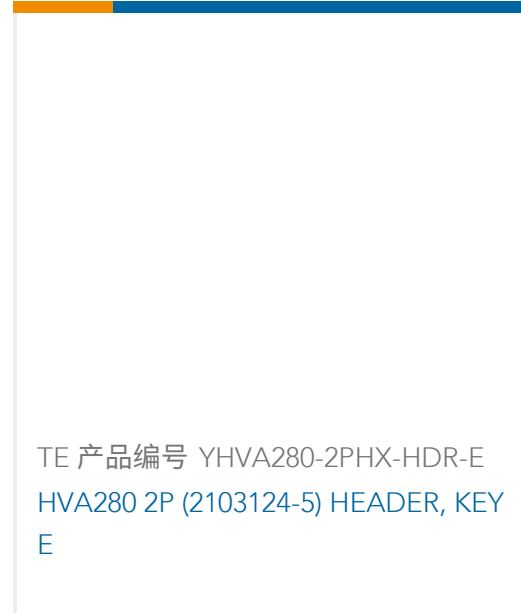 TE 产品编号 YHVA280-2PHX-HDR-E
HVA280 2P (2103124-5) HEADER, KEY
E